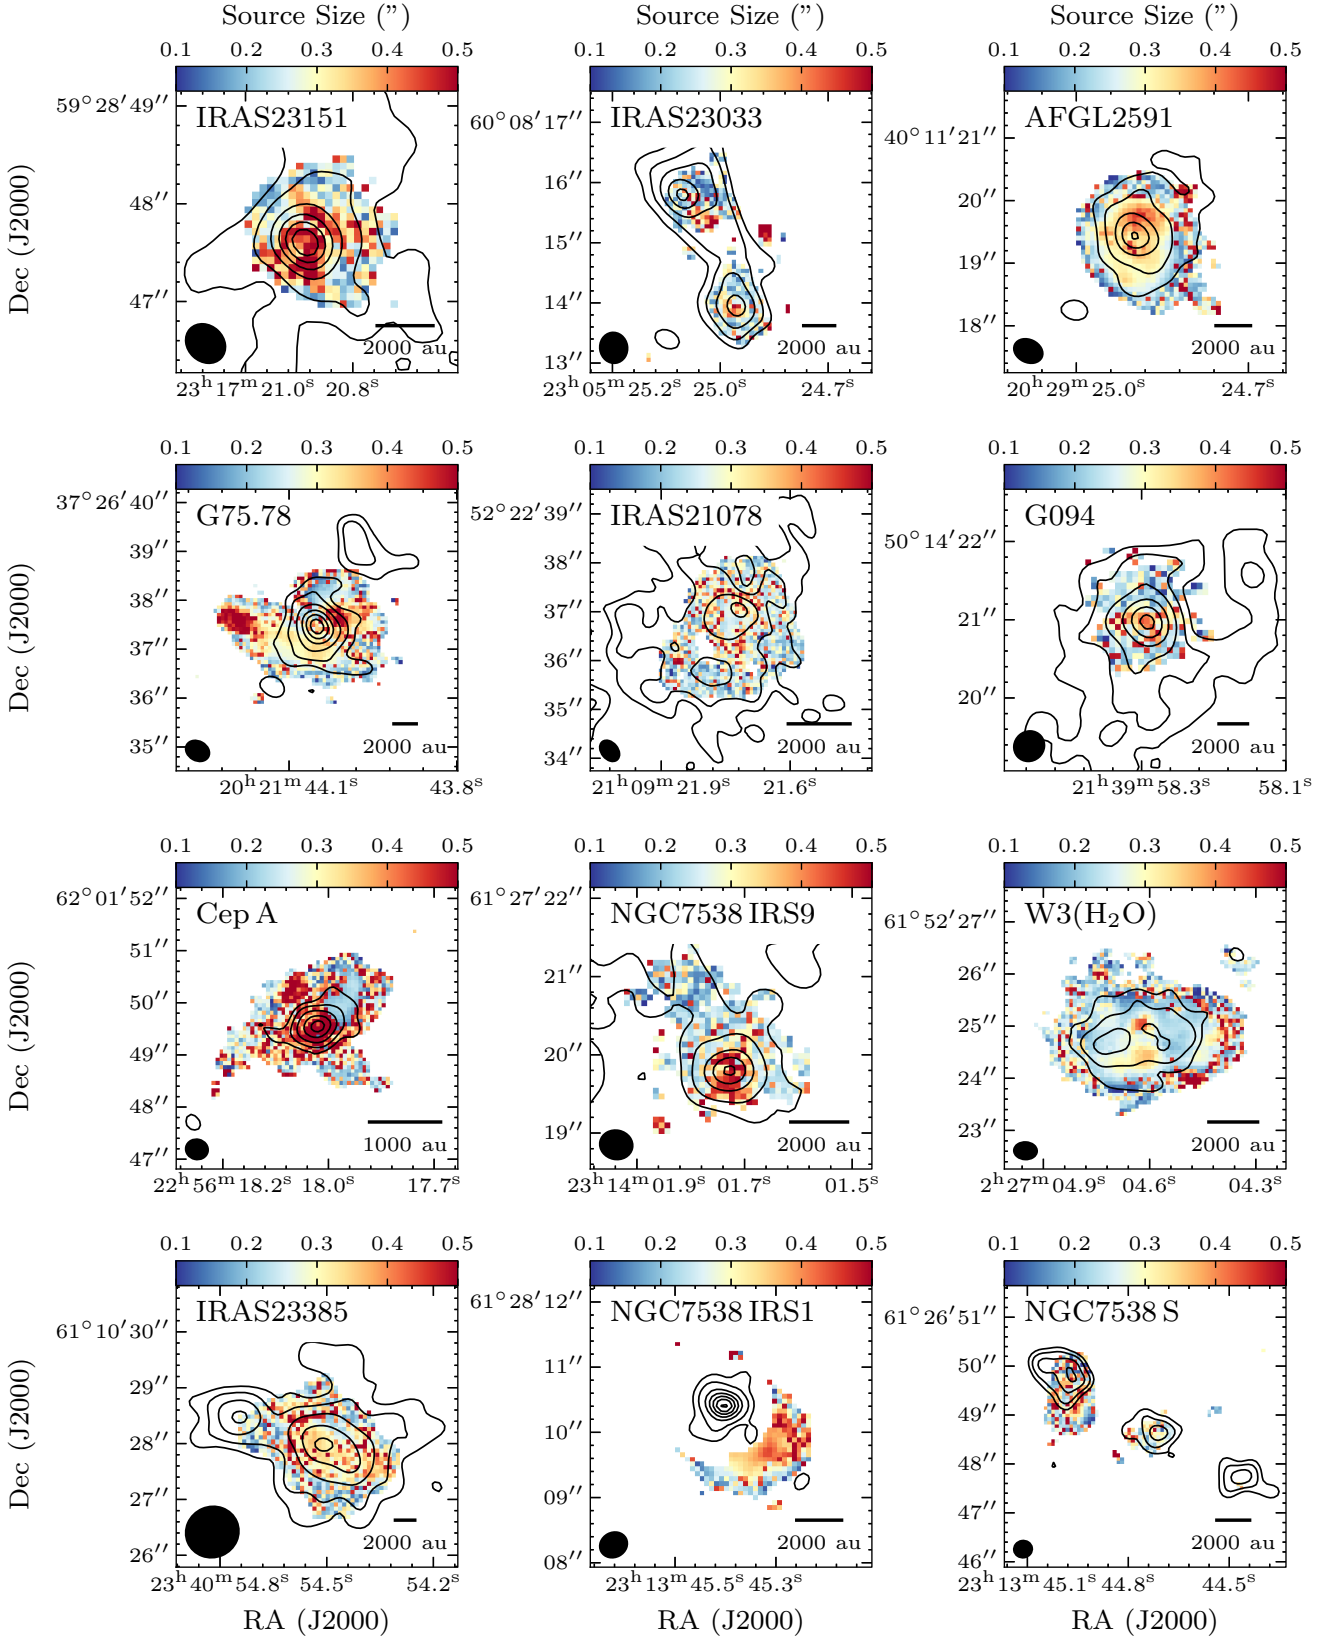 Source Size (”) Source Size (”) Source Size (”)
0.1 0.2 0.3 0.4 0.5 0.1 0.2 0.3 0.4 0.5 0.1 0.2 0.3 0.4 0.5
IRAS23151 IRAS23033 AFGL2591
59°28′49″ 48″ 47″
60°08′17″ 16″ 15″ 14″ 13″
40°11′21″ 20″ 19″ 18″
Dec (J2000)
2000 au 2000 au 2000 au
23ʰ17ᵐ21.0ˢ 20.8ˢ 23ʰ05ᵐ25.2ˢ 25.0ˢ 24.7ˢ 20ʰ29ᵐ25.0ˢ 24.7ˢ
0.1 0.2 0.3 0.4 0.5 0.1 0.2 0.3 0.4 0.5 0.1 0.2 0.3 0.4 0.5
G75.78 IRAS21078 G094
37°26′40″ 39″ 38″ 37″ 36″ 35″
52°22′39″ 38″ 37″ 36″ 35″ 34″
50°14′22″ 21″ 20″
Dec (J2000)
2000 au 2000 au 2000 au
20ʰ21ᵐ44.1ˢ 43.8ˢ 21ʰ09ᵐ21.9ˢ 21.6ˢ 21ʰ39ᵐ58.3ˢ 58.1ˢ
0.1 0.2 0.3 0.4 0.5 0.1 0.2 0.3 0.4 0.5 0.1 0.2 0.3 0.4 0.5
Cep A NGC7538 IRS9 W3(H₂O)
62°01′52″ 51″ 50″ 49″ 48″ 47″
61°27′22″ 21″ 20″ 19″
61°52′27″ 26″ 25″ 24″ 23″
Dec (J2000)
1000 au 2000 au 2000 au
22ʰ56ᵐ18.2ˢ 18.0ˢ 17.7ˢ 23ʰ14ᵐ01.9ˢ 01.7ˢ 01.5ˢ 2ʰ27ᵐ04.9ˢ 04.6ˢ 04.3ˢ
0.1 0.2 0.3 0.4 0.5 0.1 0.2 0.3 0.4 0.5 0.1 0.2 0.3 0.4 0.5
IRAS23385 NGC7538 IRS1 NGC7538 S
61°10′30″ 29″ 28″ 27″ 26″
61°28′12″ 11″ 10″ 09″ 08″
61°26′51″ 50″ 49″ 48″ 47″ 46″
Dec (J2000)
2000 au 2000 au 2000 au
23ʰ40ᵐ54.8ˢ 54.5ˢ 54.2ˢ 23ʰ13ᵐ45.5ˢ 45.3ˢ 23ʰ13ᵐ45.1ˢ 44.8ˢ 44.5ˢ
RA (J2000) RA (J2000) RA (J2000)